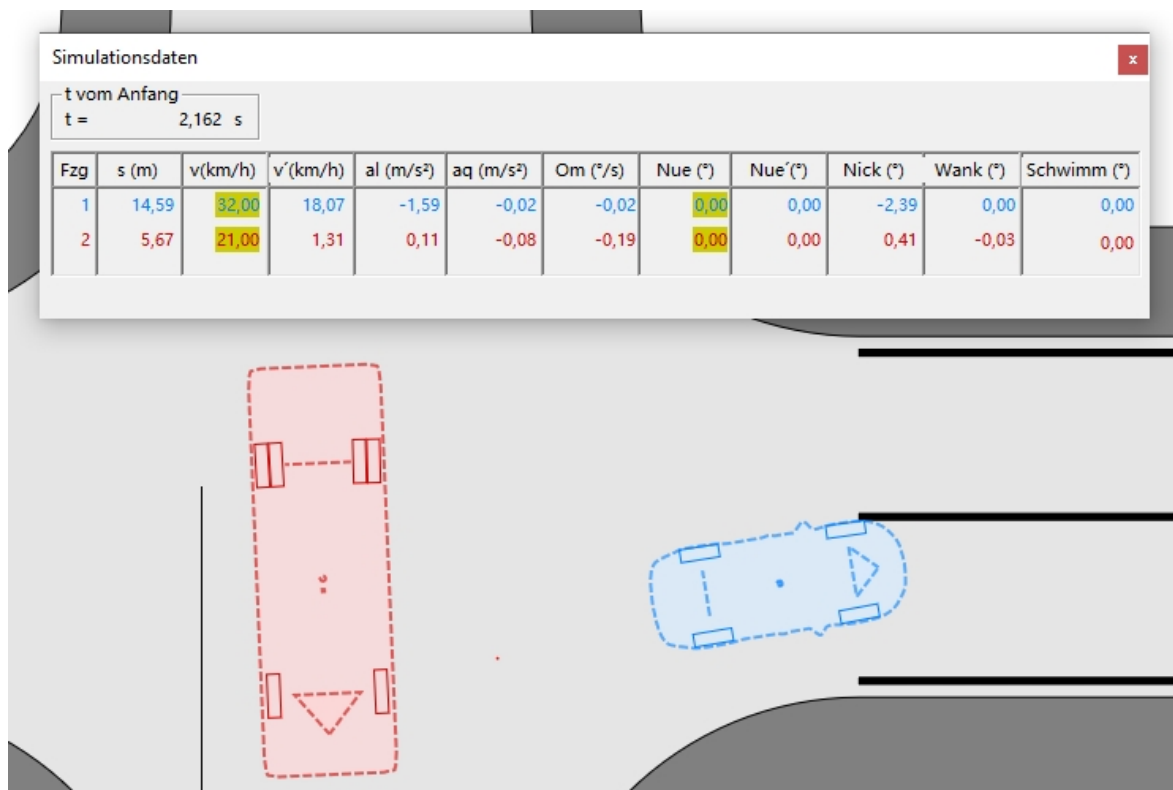 Simulationsdaten
x
t vom Anfang
t = 2,162 s
Fzg s (m) v(km/h) v´(km/h) al (m/s²) aq (m/s²) Om (°/s) Nue (°) Nue´(°) Nick (°) Wank (°) Schwimm (°)
1 14,59 32,00 18,07 -1,59 -0,02 -0,02 0,00 0,00 -2,39 0,00 0,00
2 5,67 21,00 1,31 0,11 -0,08 -0,19 0,00 0,00 0,41 -0,03 0,00